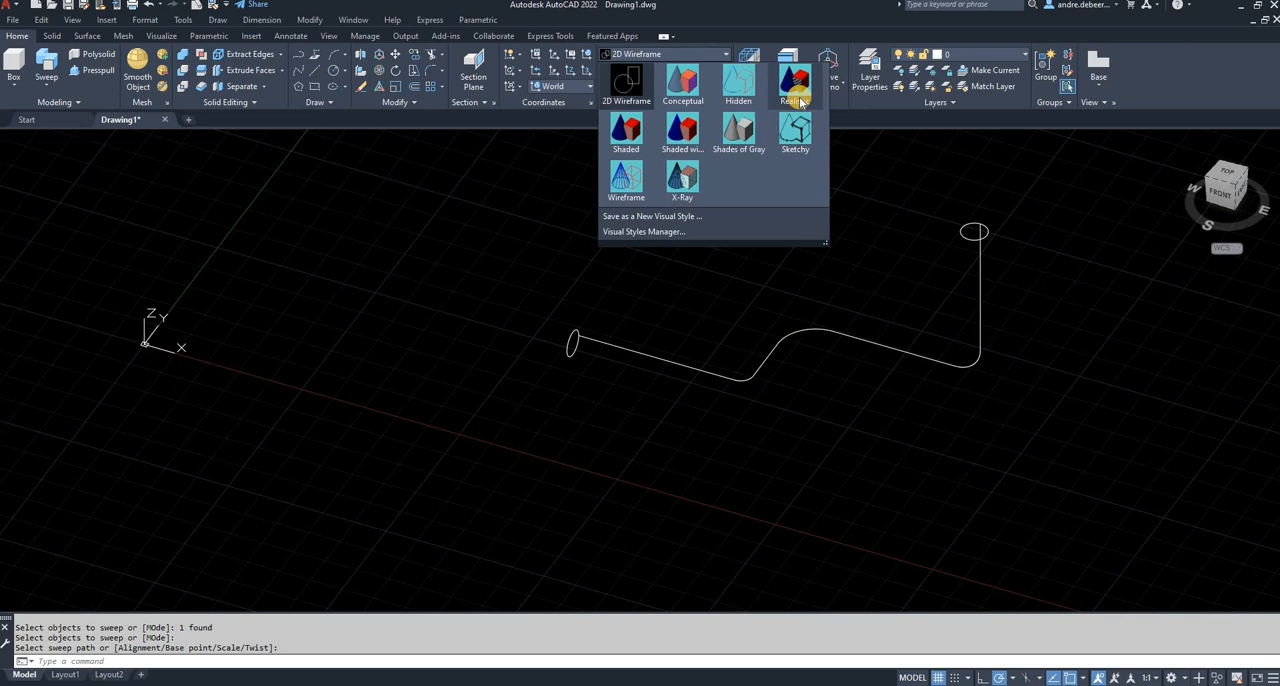 Share
Autodesk AutoCAD 2022 Drawing1.dwg
Type a keyword or phrase
andre.debeer...
File Edit View Insert Format Tools Draw Dimension Modify Window Help Express Parametric
Home Solid Surface Mesh Visualize Parametric Insert Annotate View Manage Output Add-ins Collaborate Express Tools Featured Apps
Box
Sweep
Polysolid
Presspull
Modeling
Smooth
Object
Mesh
Extract Edges
Extrude Faces
Separate
Solid Editing
Draw
Modify
Section
Plane
Section
World
Coordinates
2D Wireframe
2D Wireframe Conceptual Hidden
Shaded Shaded wi... Shades of Gray Sketchy
Wireframe X-Ray
Save as a New Visual Style ...
Visual Styles Manager...
Layer
Properties
0
Make Current
Match Layer
Layers
Group
Groups
Base
View
Start Drawing1*
TOP
FRONT
W
E
S
WCS
Z
Y
X
Select objects to sweep or [MOde]: 1 found
Select objects to sweep or [MOde]:
Select sweep path or [Alignment/Base point/Scale/Twist]:
Type a command
Model Layout1 Layout2
MODEL
1:1